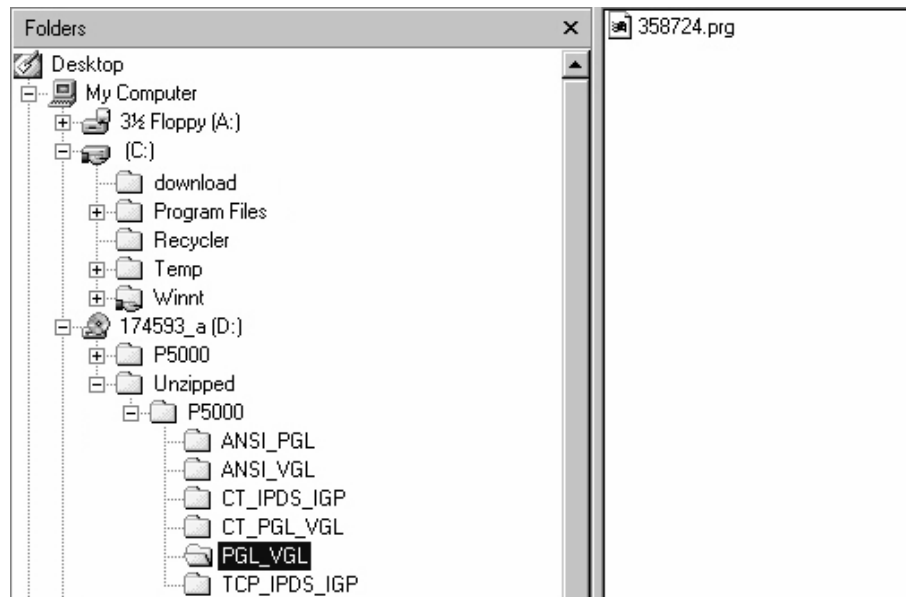 Folders
358724.prg
Desktop
My Computer
3½ Floppy (A:)
(C:)
download
Program Files
Recycler
Temp
Winnt
174593_a (D:)
P5000
Unzipped
P5000
ANSI_PGL
ANSI_VGL
CT_IPDS_IGP
CT_PGL_VGL
PGL_VGL
TCP_IPDS_IGP